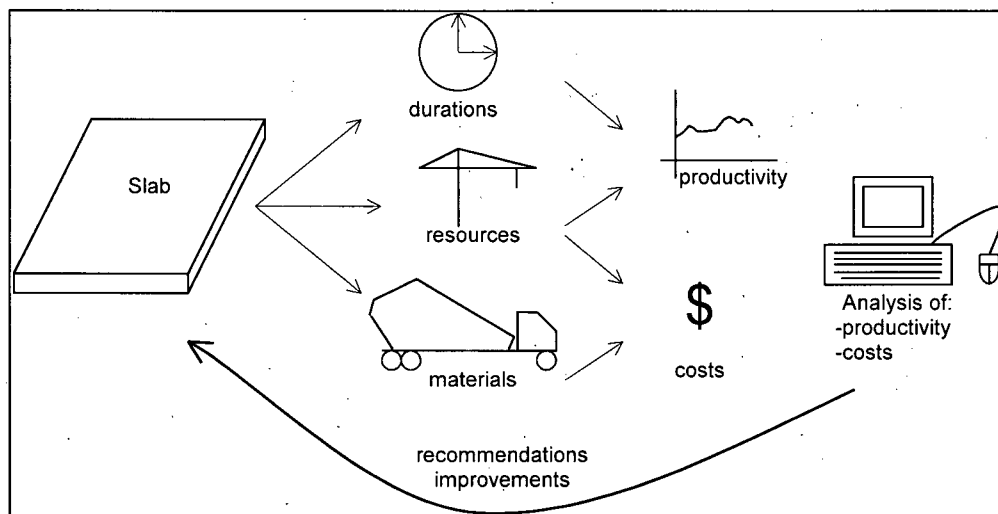 durations
Slab
resources
materials
productivity
$
costs
Analysis of:
-productivity
-costs
recommendations
improvements